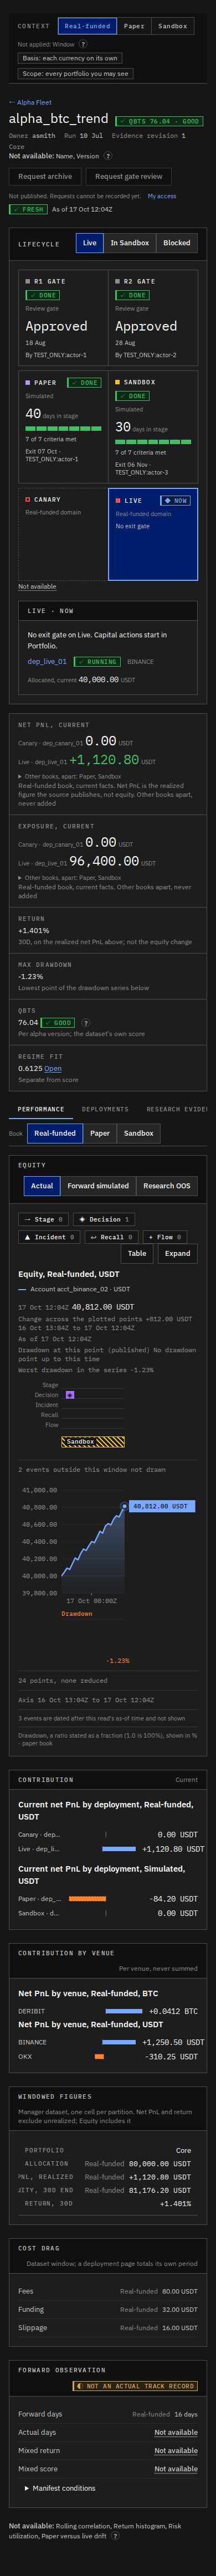 CONTEXT Real-funded Paper Sandbox
Not applied: Window ?
Basis: each currency on its own
Scope: every portfolio you may see
← Alpha Fleet
alpha_btc_trend ✓ QBTS 76.04 · GOOD
Owner asmith Run 10 Jul Evidence revision 1
Core
Not available: Name, Version ?
Request archive Request gate review
Not published. Requests cannot be recorded yet. My access
✓ FRESH As of 17 Oct 12:04Z
LIFECYCLE Live In Sandbox Blocked
R1 GATE
✓ DONE
Review gate
Approved
18 Aug
By TEST_ONLY:actor-1
R2 GATE
✓ DONE
Review gate
Approved
28 Aug
By TEST_ONLY:actor-2
PAPER ✓ DONE
Simulated
40 days in stage
7 of 7 criteria met
Exit 07 Oct ·
TEST_ONLY:actor-1
SANDBOX
✓ DONE
Simulated
30 days in stage
7 of 7 criteria met
Exit 06 Nov ·
TEST_ONLY:actor-3
CANARY
Real-funded domain
Not available
LIVE ◆ NOW
Real-funded domain
No exit gate
LIVE · NOW
No exit gate on Live. Capital actions start in
Portfolio.
dep_live_01 ✓ RUNNING BINANCE
Allocated, current 40,000.00 USDT
NET PNL, CURRENT
Canary · dep_canary_01 0.00 USDT
Live · dep_live_01 +1,120.80 USDT
▸ Other books, apart: Paper, Sandbox
Real-funded book, current facts. Net PnL is the realized
figure the source publishes, not equity. Other books apart,
never added
EXPOSURE, CURRENT
Canary · dep_canary_01 0.00 USDT
Live · dep_live_01 96,400.00 USDT
▸ Other books, apart: Paper, Sandbox
Real-funded book, current facts. Other books apart, never
added
RETURN
+1.401%
30D, on the realized net PnL above; not the equity change
MAX DRAWDOWN
-1.23%
Lowest point of the drawdown series below
QBTS
76.04 ✓ GOOD ?
Per alpha version; the dataset's own score
REGIME FIT
0.6125 Open
Separate from score
PERFORMANCE DEPLOYMENTS RESEARCH EVIDE
Book Real-funded Paper Sandbox
EQUITY
Actual Forward simulated Research OOS
→ Stage 0 ◈ Decision 1
▲ Incident 0 ↩ Recall 0 + Flow 0
Table Expand
Equity, Real-funded, USDT
— Account acct_binance_02 · USDT
17 Oct 12:04Z 40,812.00 USDT
Change across the plotted points +812.00 USDT
16 Oct 13:04Z to 17 Oct 12:04Z
As of 17 Oct 12:04Z
Drawdown at this point (published) No drawdown
point up to this time
Worst drawdown in the series -1.23%
Stage
Decision
Incident
Recall
Flow
Sandbox
2 events outside this window not drawn
41,000.00
40,800.00
40,812.00 USDT
40,600.00
40,400.00
40,200.00
40,000.00
39,800.00
17 Oct 00:00Z
Drawdown
-1.23%
24 points, none reduced
Axis 16 Oct 13:04Z to 17 Oct 12:04Z
3 events are dated after this read's as-of time and not shown
Drawdown, a ratio stated as a fraction (1.0 is 100%), shown in %
· paper book
CONTRIBUTION Current
Current net PnL by deployment, Real-funded,
USDT
Canary · dep... 0.00 USDT
Live · dep_li... +1,120.80 USDT
Current net PnL by deployment, Simulated,
USDT
Paper · dep_... -84.20 USDT
Sandbox · d... 0.00 USDT
CONTRIBUTION BY VENUE
Per venue, never summed
Net PnL by venue, Real-funded, BTC
DERIBIT +0.0412 BTC
Net PnL by venue, Real-funded, USDT
BINANCE +1,250.50 USDT
OKX -310.25 USDT
WINDOWED FIGURES
Manager dataset, one cell per partition. Net PnL and return
exclude unrealized; Equity includes it
PORTFOLIO Core
ALLOCATION Real-funded 80,000.00 USDT
PNL, REALIZED Real-funded +1,120.80 USDT
ITY, 30D END Real-funded 81,176.20 USDT
RETURN, 30D +1.401%
COST DRAG
Dataset window; a deployment page totals its own period
Fees Real-funded 80.00 USDT
Funding Real-funded 32.00 USDT
Slippage Real-funded 16.00 USDT
FORWARD OBSERVATION
◐ NOT AN ACTUAL TRACK RECORD
Forward days Real-funded 16 days
Actual days Not available
Mixed return Not available
Mixed score Not available
▸ Manifest conditions
Not available: Rolling correlation, Return histogram, Risk
utilization, Paper versus live drift ?